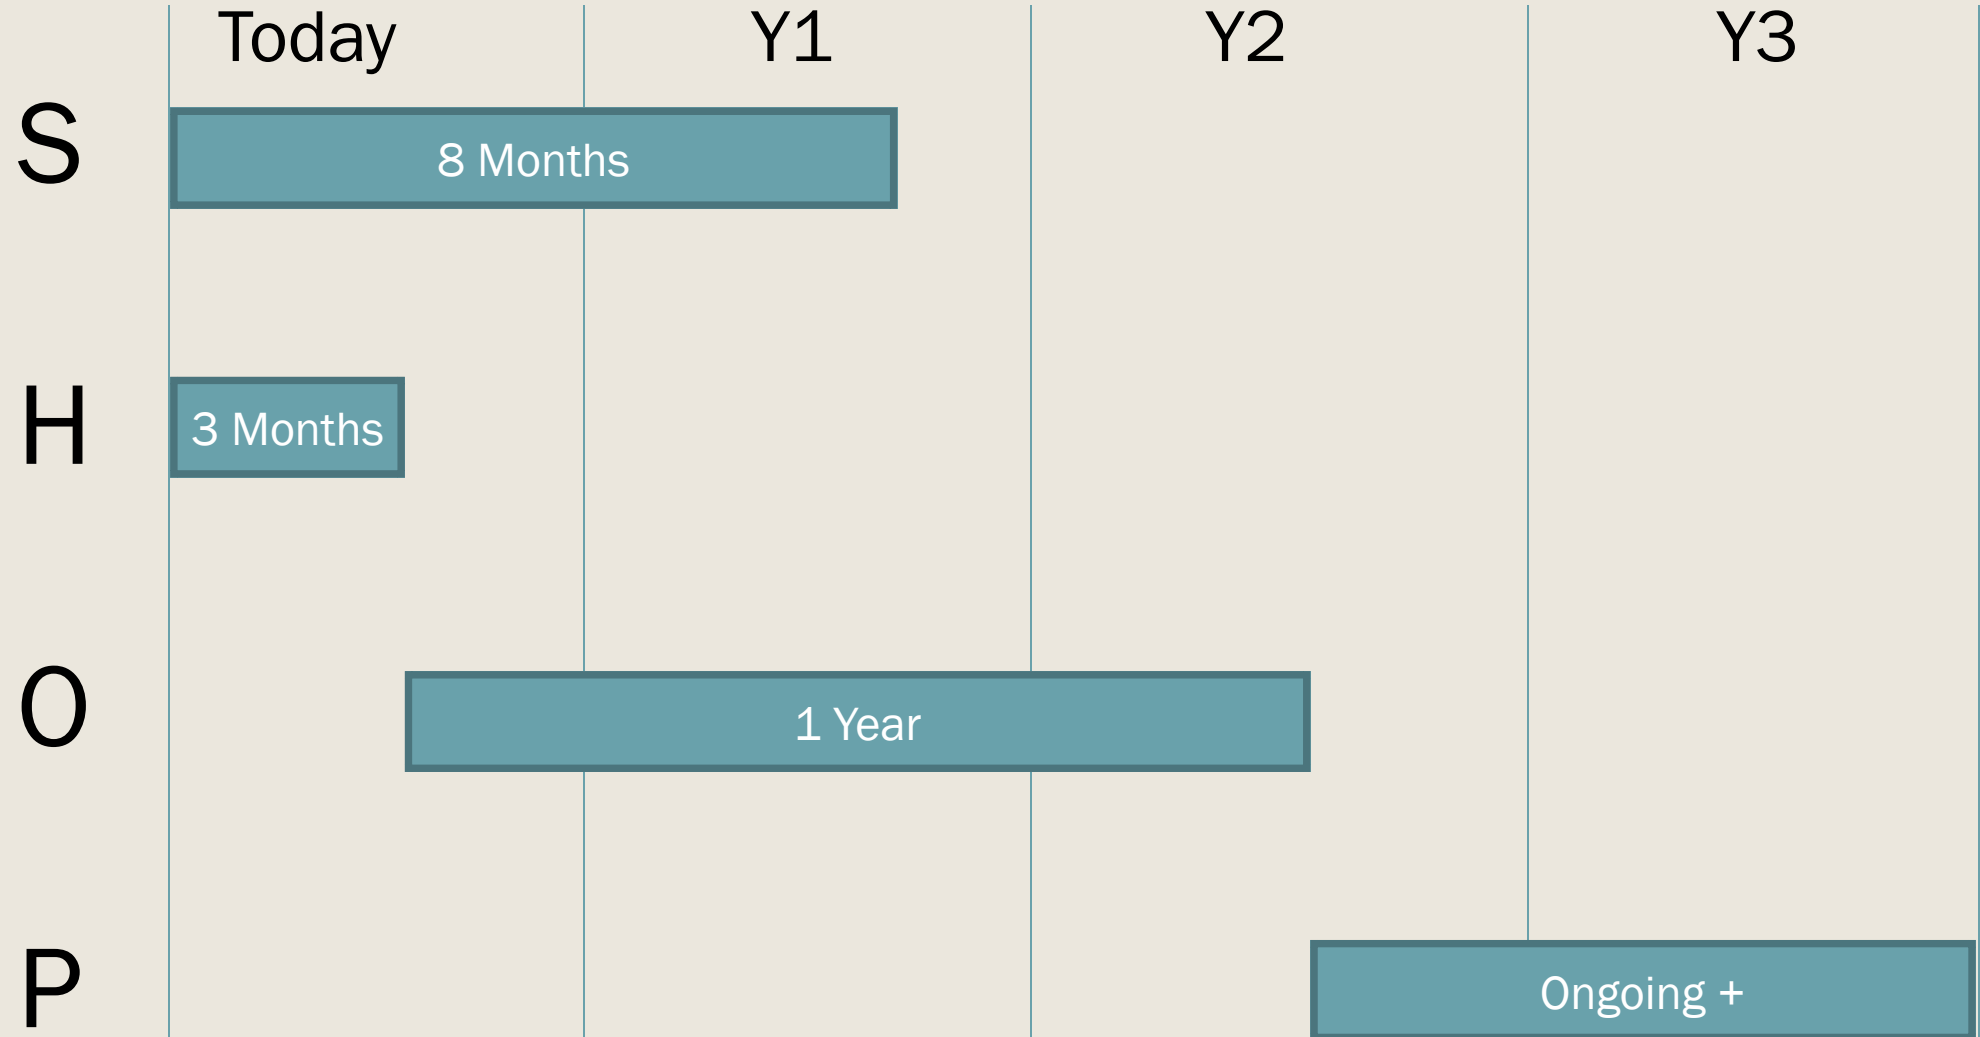 Today Y1 Y2 Y3
S 8 Months
H 3 Months
O 1 Year
P Ongoing +